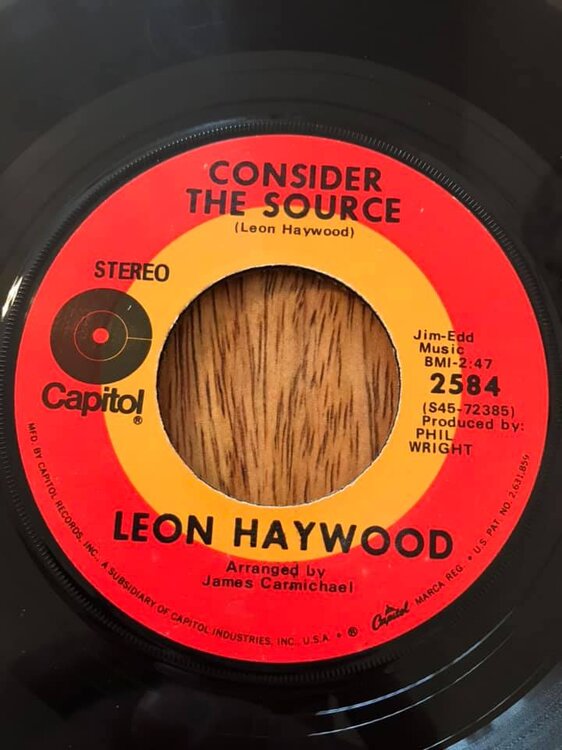 CONSIDER
THE SOURCE
(Leon Haywood)
STEREO
Capitol®
Jim-Edd
Music
BMI-2:47
2584
(S45-72385)
Produced by:
PHIL
WRIGHT
LEON HAYWOOD
Arranged by
James Carmichael
MFD. BY CAPITOL RECORDS, INC., A SUBSIDIARY OF CAPITOL INDUSTRIES, INC. U.S.A. • ® Capitol MARCA REG. • U.S. PAT. NO. 2,631,859